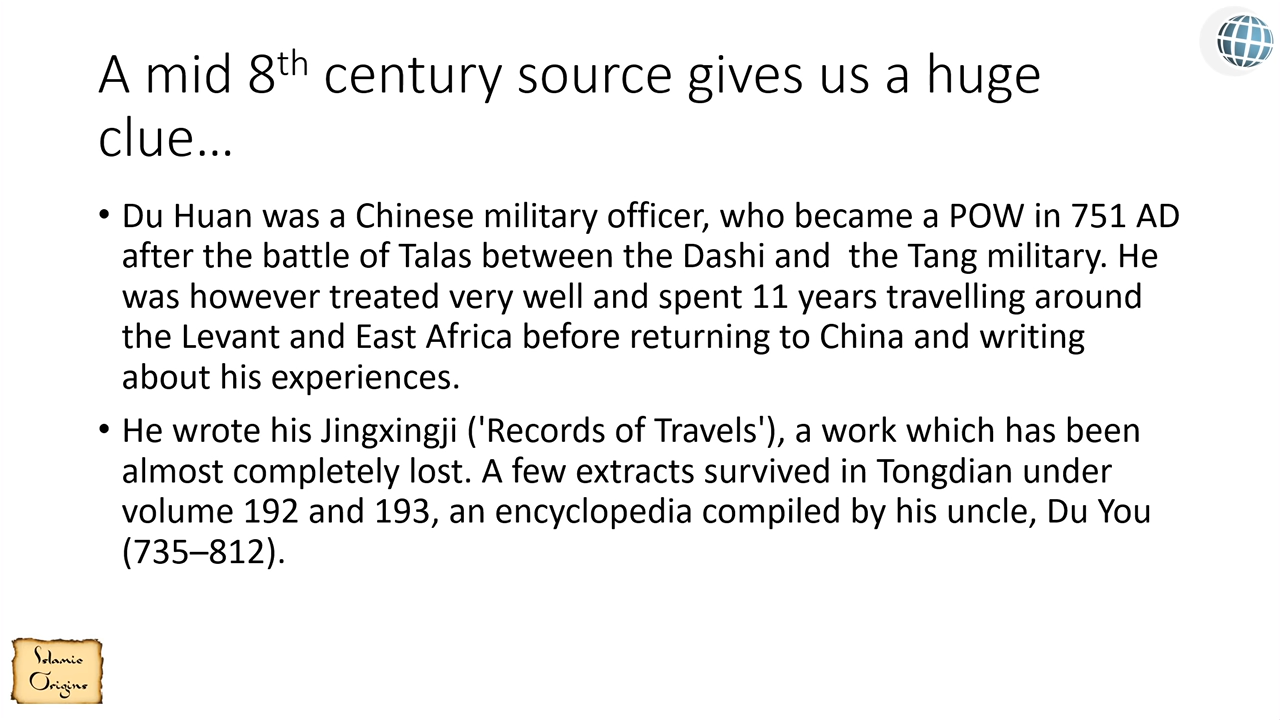 A mid 8th century source gives us a huge
clue…
• Du Huan was a Chinese military officer, who became a POW in 751 AD
after the battle of Talas between the Dashi and  the Tang military. He
was however treated very well and spent 11 years travelling around
the Levant and East Africa before returning to China and writing
about his experiences.
• He wrote his Jingxingji ('Records of Travels'), a work which has been
almost completely lost. A few extracts survived in Tongdian under
volume 192 and 193, an encyclopedia compiled by his uncle, Du You
(735–812).
Islamic
Origins